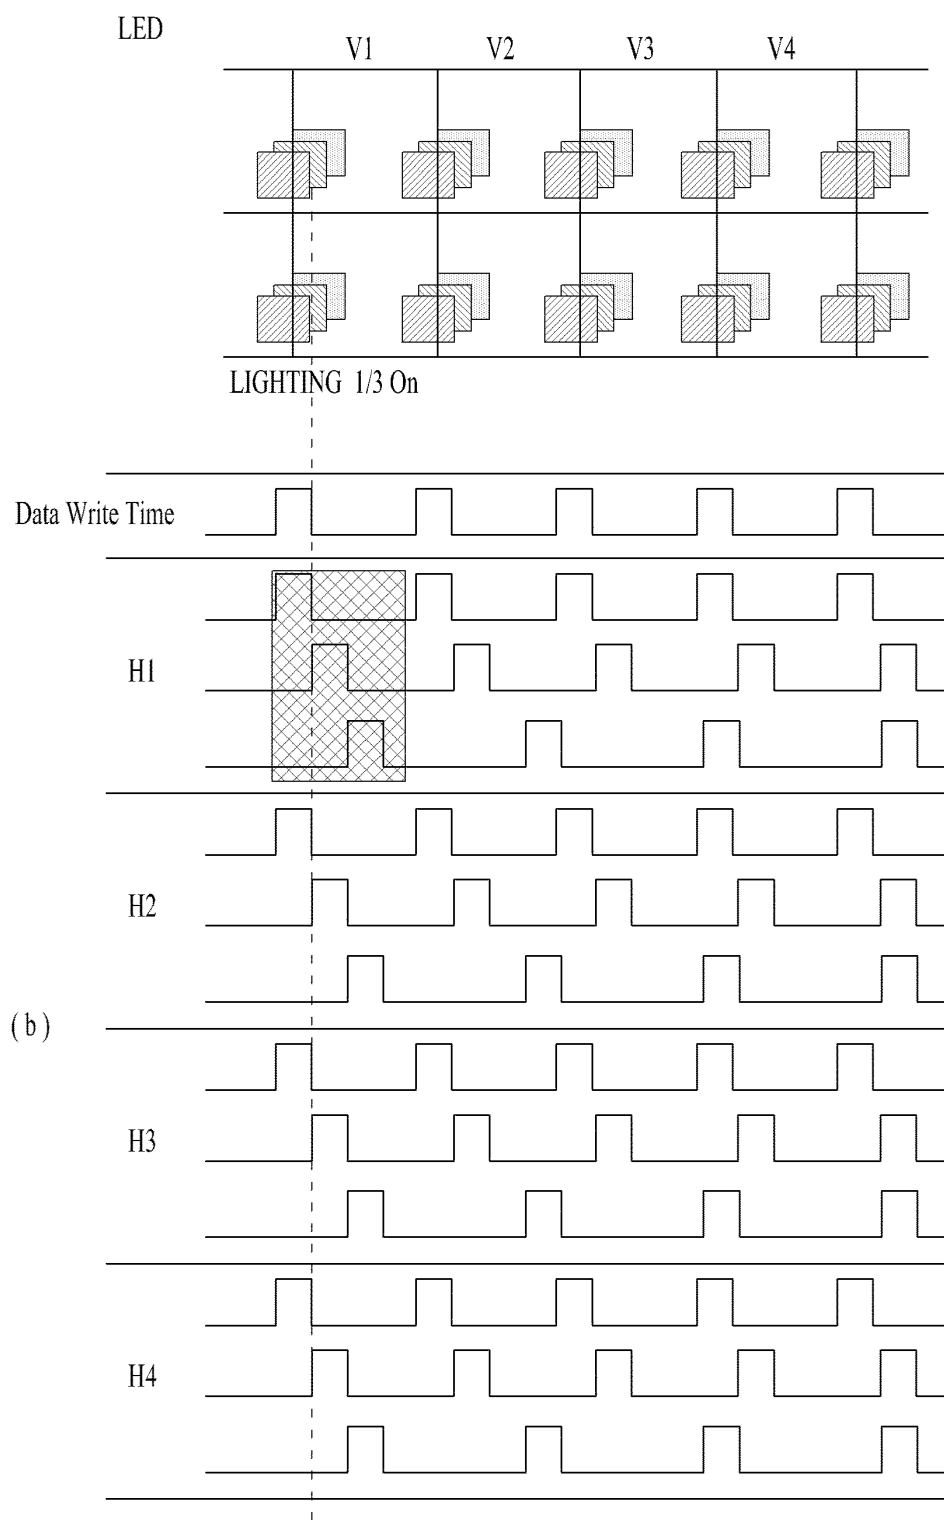 LED
V1 V2 V3 V4
LIGHTING 1/3 On
Data Write Time
H1
H2
( b )
H3
H4